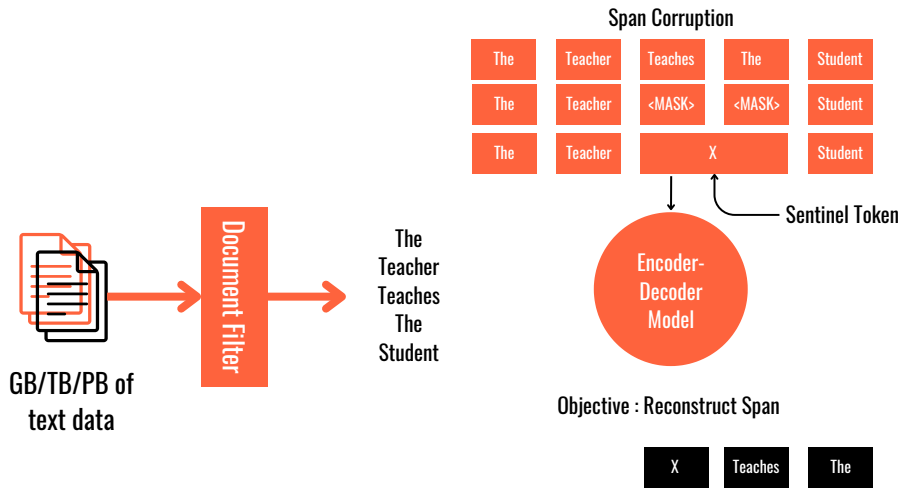 Span Corruption
The Teacher Teaches The Student
The Teacher <MASK> <MASK> Student
The Teacher X Student
Sentinel Token
Document Filter
The
Teacher
Teaches
The
Student
Encoder-
Decoder
Model
GB/TB/PB of
text data
Objective : Reconstruct Span
X Teaches The